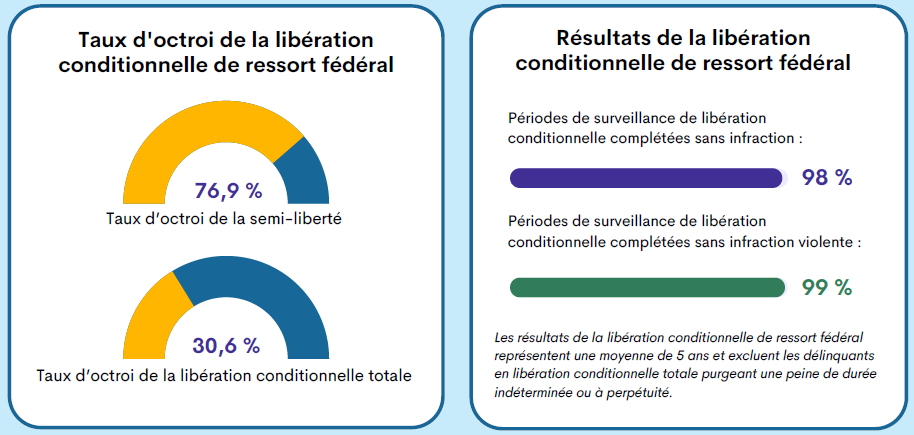 Taux d'octroi de la libération
conditionnelle de ressort fédéral
76,9 %
Taux d’octroi de la semi-liberté
30,6 %
Taux d’octroi de la libération conditionnelle totale
Résultats de la libération
conditionnelle de ressort fédéral
Périodes de surveillance de libération
conditionnelle complétées sans infraction :
98 %
Périodes de surveillance de libération
conditionnelle complétées sans infraction violente :
99 %
Les résultats de la libération conditionnelle de ressort fédéral
représentent une moyenne de 5 ans et excluent les délinquants
en libération conditionnelle totale purgeant une peine de durée
indéterminée ou à perpétuité.